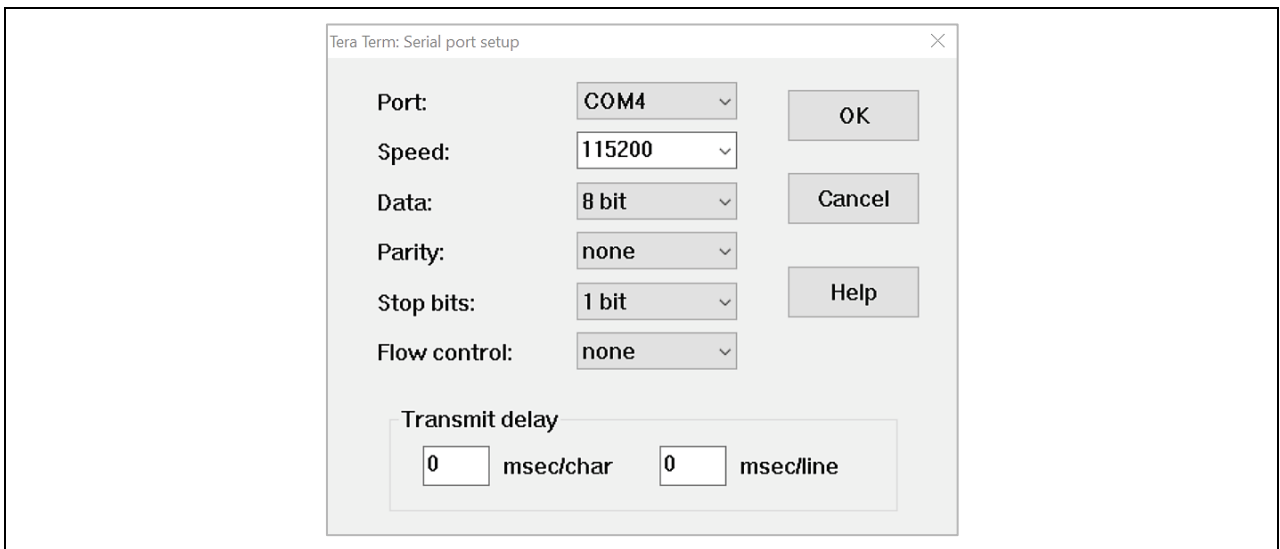 Tera Term: Serial port setup
Port: COM4
OK
Speed: 115200
Data: 8 bit
Cancel
Parity: none
Stop bits: 1 bit
Help
Flow control: none
Transmit delay
0 msec/char 0 msec/line